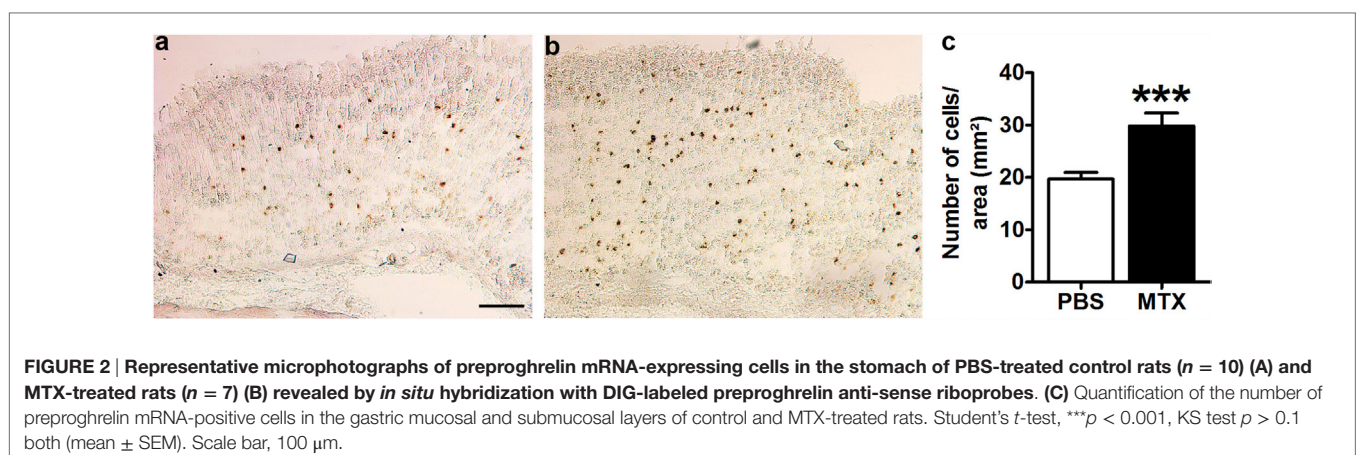 a
b
c
Number of cells/
area (mm²)
40
30
20
10
0
***
PBS
MTX
FIGURE 2 | Representative microphotographs of preproghrelin mRNA-expressing cells in the stomach of PBS-treated control rats (n = 10) (A) and
MTX-treated rats (n = 7) (B) revealed by in situ hybridization with DIG-labeled preproghrelin anti-sense riboprobes. (C) Quantification of the number of
preproghrelin mRNA-positive cells in the gastric mucosal and submucosal layers of control and MTX-treated rats. Student's t-test, ***p < 0.001, KS test p > 0.1
both (mean ± SEM). Scale bar, 100 μm.